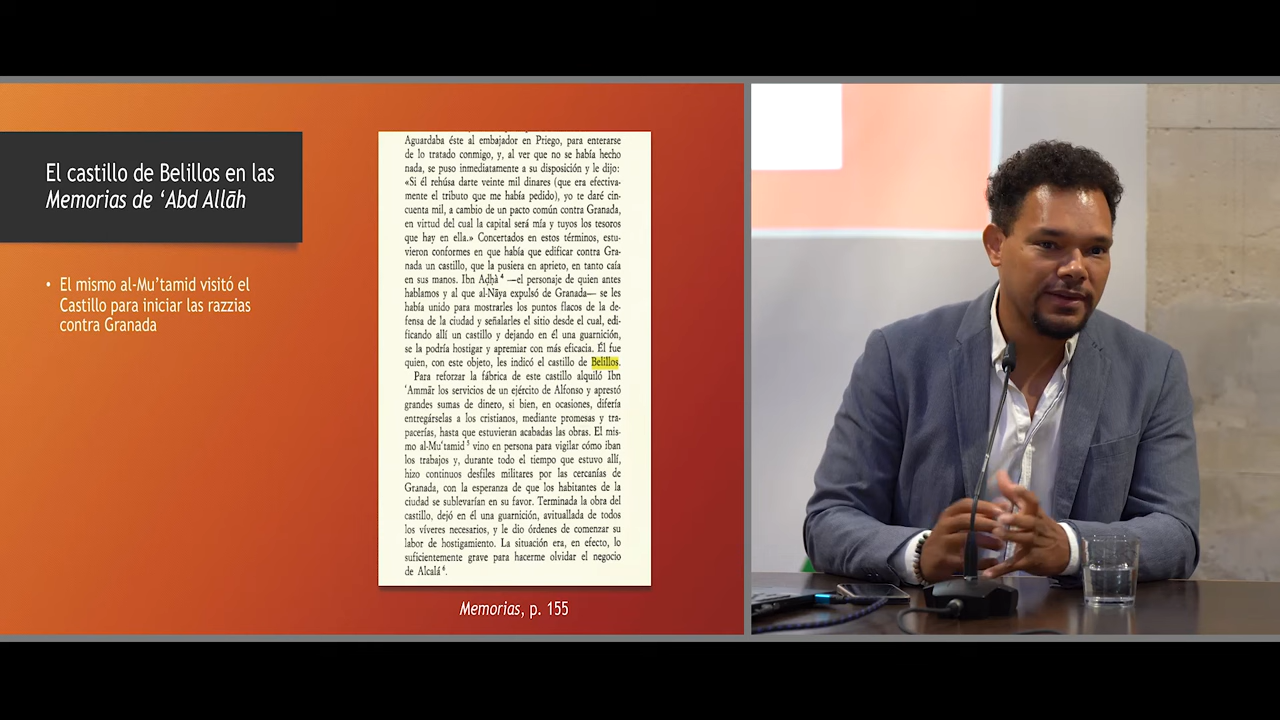 El castillo de Belillos en las
Memorias de ‘Abd Allāh
• El mismo al-Mu’tamid visitó el
Castillo para iniciar las razzias
contra Granada
Aguardaba éste al embajador en Priego, para enterarse
de lo tratado conmigo, y, al ver que no se había hecho
nada, se puso inmediatamente a su disposición y le dijo:
«Si él rehúsa darte veinte mil dinares (que era efectiva-
mente el tributo que me había pedido), yo te daré cin-
cuenta mil, a cambio de un pacto común contra Granada,
en virtud del cual la capital será mía y tuyos los tesoros
que hay en ella.» Concertados en estos términos, estu-
vieron conformes en que había que edificar contra Gra-
nada un castillo, que la pusiera en aprieto, en tanto caía
en sus manos. Ibn Aḍḥà ⁴ —el personaje de quien antes
hablamos y al que al-Nāya expulsó de Granada— se les
había unido para mostrarles los puntos flacos de la de-
fensa de la ciudad y señalarles el sitio desde el cual, edi-
ficando allí un castillo y dejando en él una guarnición,
se la podría hostigar y apremiar con más eficacia. Él fue
quien, con este objeto, les indicó el castillo de Belillos.
Para reforzar la fábrica de este castillo alquiló Ibn
‘Ammār los servicios de un ejército de Alfonso y aprestó
grandes sumas de dinero, si bien, en ocasiones, difería
entregárselas a los cristianos, mediante promesas y tra-
pacerías, hasta que estuvieran acabadas las obras. El mis-
mo al-Mu‘tamid ⁵ vino en persona para vigilar cómo iban
los trabajos y, durante todo el tiempo que estuvo allí,
hizo continuos desfiles militares por las cercanías de
Granada, con la esperanza de que los habitantes de la
ciudad se sublevarían en su favor. Terminada la obra del
castillo, dejó en él una guarnición, avituallada de todos
los víveres necesarios, y le dio órdenes de comenzar su
labor de hostigamiento. La situación era, en efecto, lo
suficientemente grave para hacerme olvidar el negocio
de Alcalá ⁶.
Memorias, p. 155